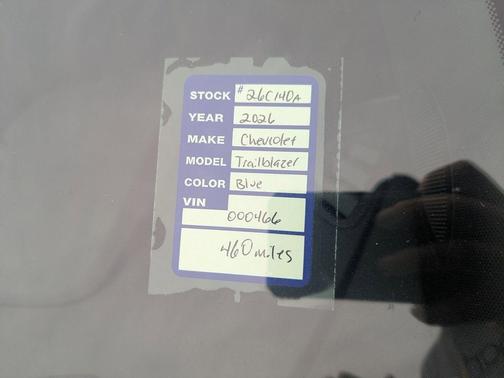 STOCK # 26C140A
YEAR 2026
MAKE Chevrolet
MODEL Trailblazer
COLOR Blue
VIN
000466
460 miles